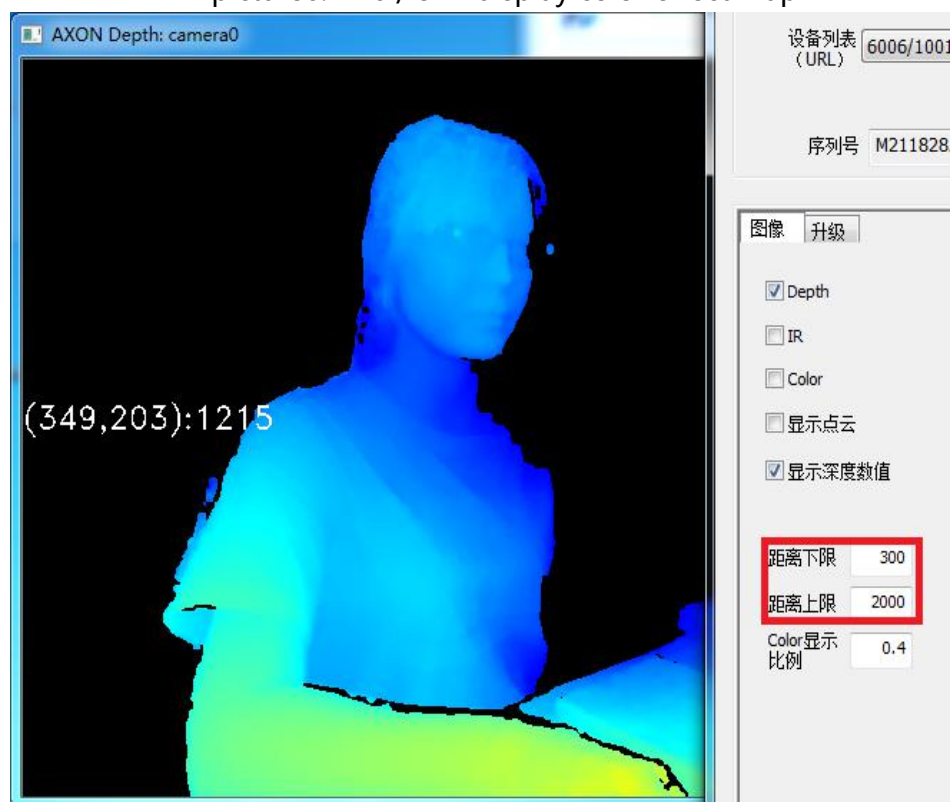 AXON Depth: camera0
设备列表
（URL）
6006/1001
序列号
M211828
图像
升级
Depth
IR
Color
显示点云
显示深度数值
(349,203):1215
距离下限
300
距离上限
2000
Color显示
比例
0.4